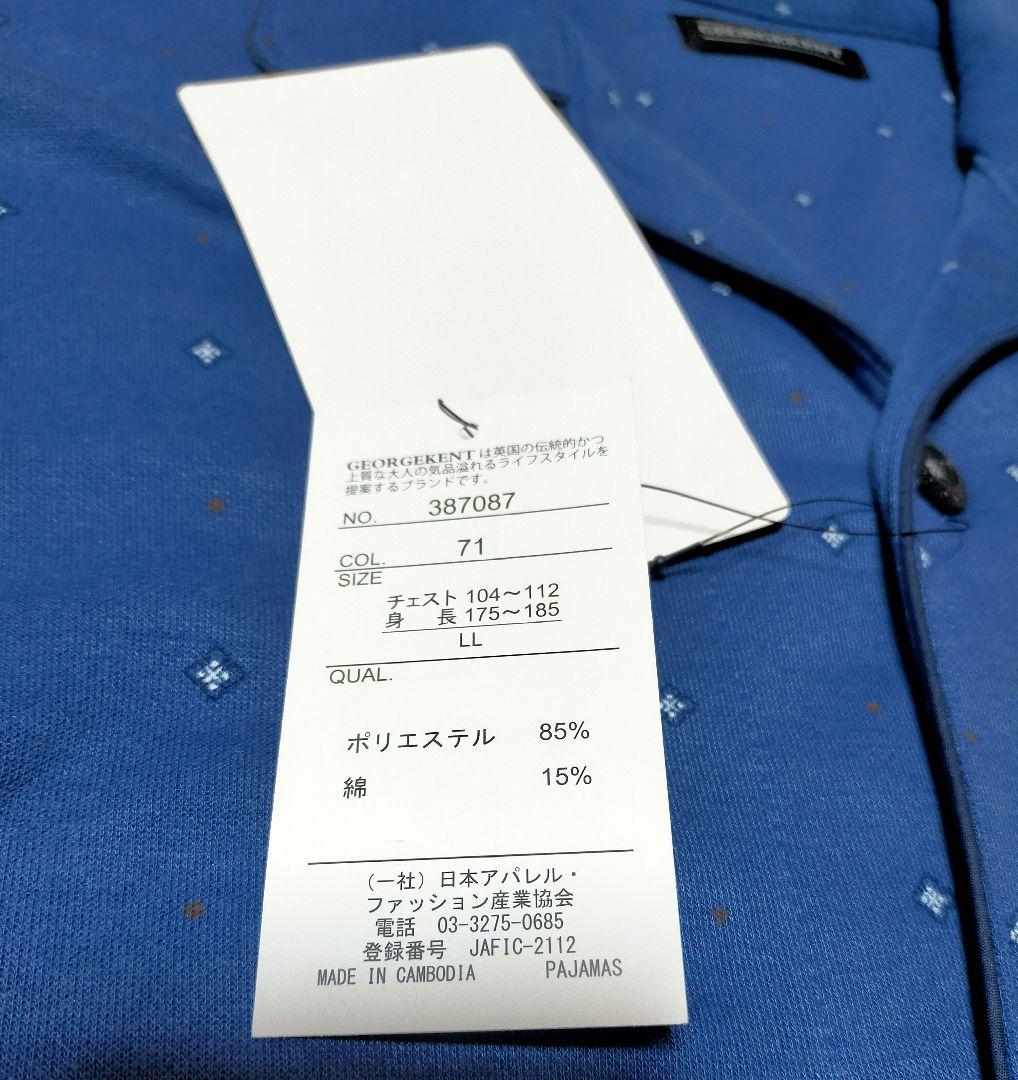 GEORGEKENT は英国の伝統的かつ
上質な大人の気品溢れるライフスタイルを
提案するブランドです。
NO. 387087
COL. 71
SIZE
チェスト 104〜112
身 長 175〜185
LL
QUAL.
ポリエステル 85%
綿 15%
(一社)日本アパレル・
ファッション産業協会
電話 03-3275-0685
登録番号 JAFIC-2112
MADE IN CAMBODIA PAJAMAS